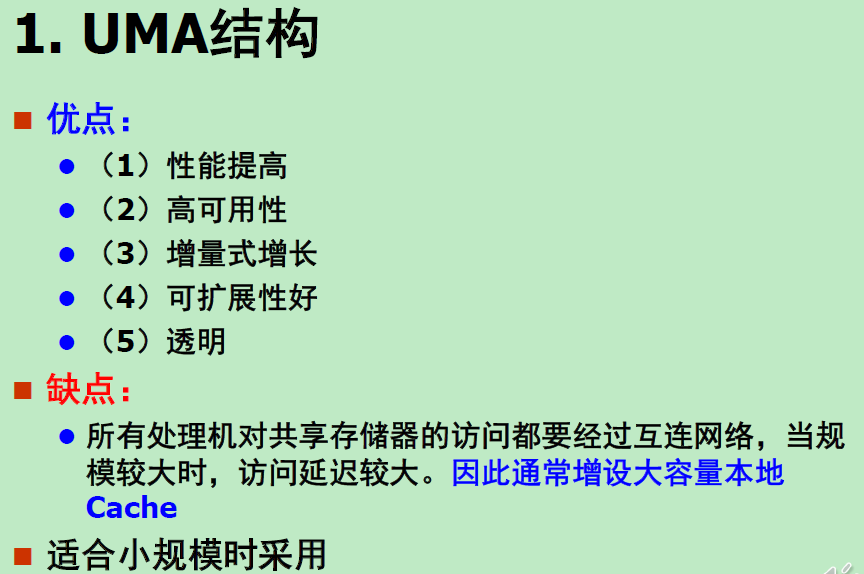 1. UMA结构
优点：
（1）性能提高
（2）高可用性
（3）增量式增长
（4）可扩展性好
（5）透明
缺点：
所有处理机对共享存储器的访问都要经过互连网络，当规
模较大时，访问延迟较大。因此通常增设大容量本地
Cache
适合小规模时采用